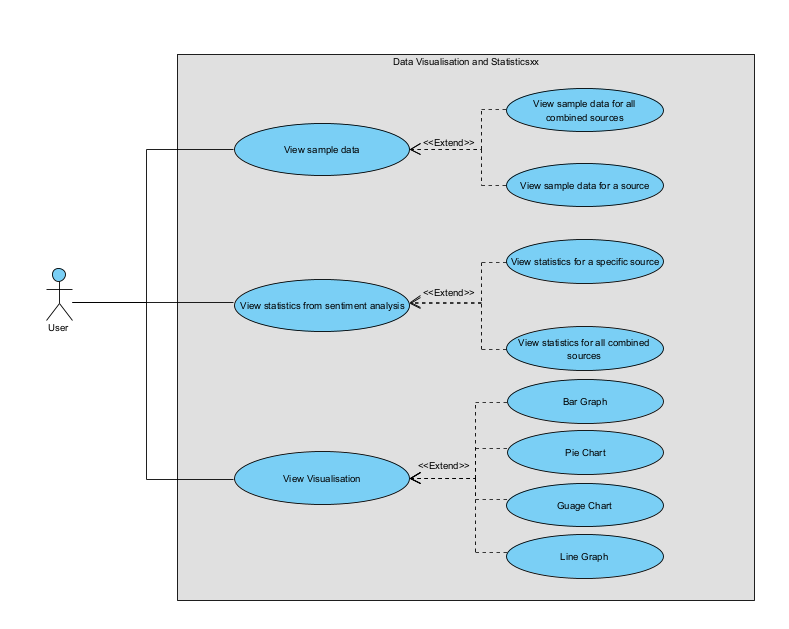 Data Visualisation and Statisticsxx
View sample data for all
combined sources
<<Extend>>
View sample data
View sample data for a source
View statistics for a specific source
<<Extend>>
View statistics from sentiment analysis
User
View statistics for all combined
sources
Bar Graph
Pie Chart
<<Extend>>
View Visualisation
Guage Chart
Line Graph